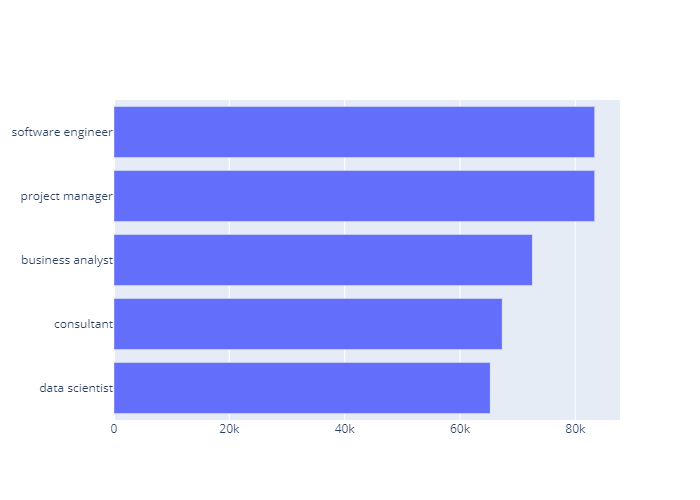 software engineer
project manager
business analyst
consultant
data scientist
0 20k 40k 60k 80k